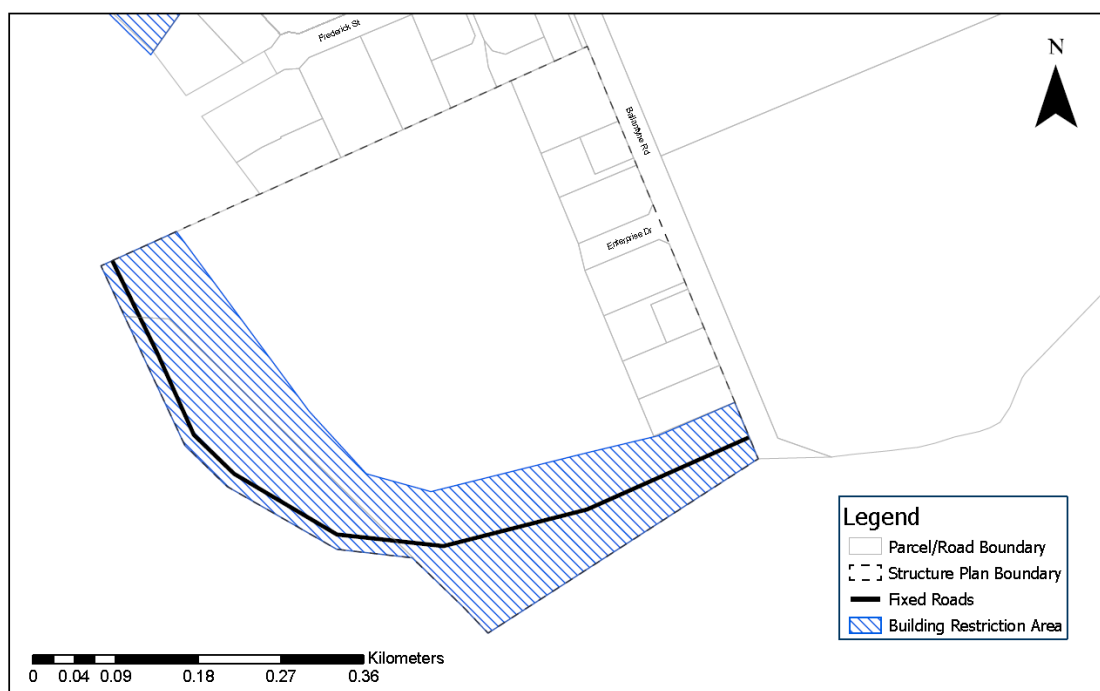 Frederick St
N
Ballantyne Rd
Enterprise Dr
Legend
Parcel/Road Boundary
Structure Plan Boundary
Fixed Roads
Building Restriction Area
Kilometers
0 0.04 0.09 0.18 0.27 0.36